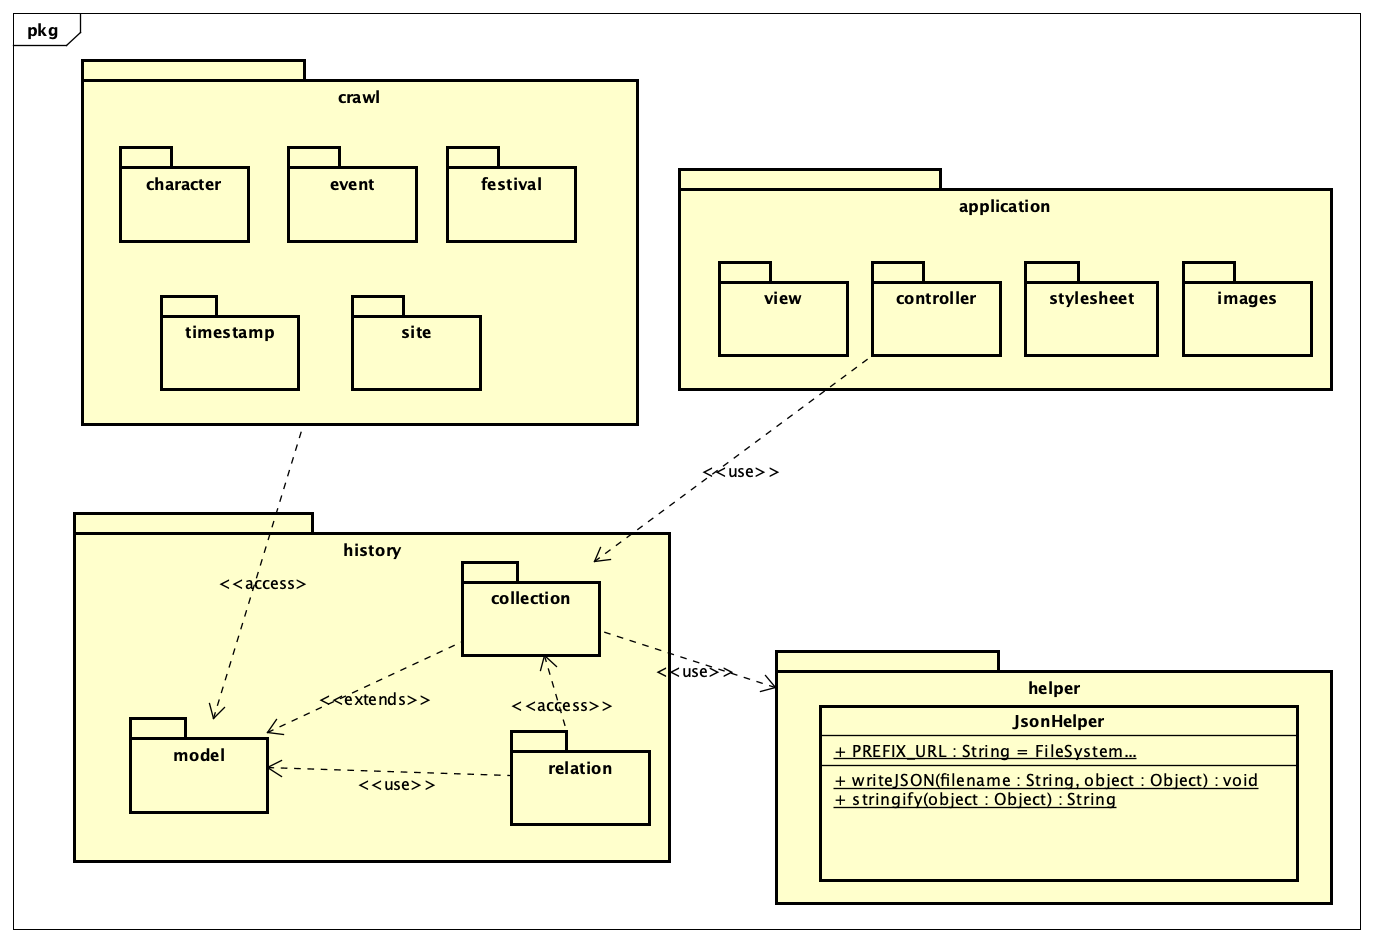 pkg
crawl
character
event
festival
timestamp
site
application
view
controller
stylesheet
images
<<use>>
history
<<access>
collection
<<extends>>
<<access>>
<<use>>
model
relation
<<use>>
helper
JsonHelper
+ PREFIX_URL : String = FileSystem...
+ writeJSON(filename : String, object : Object) : void
+ stringify(object : Object) : String